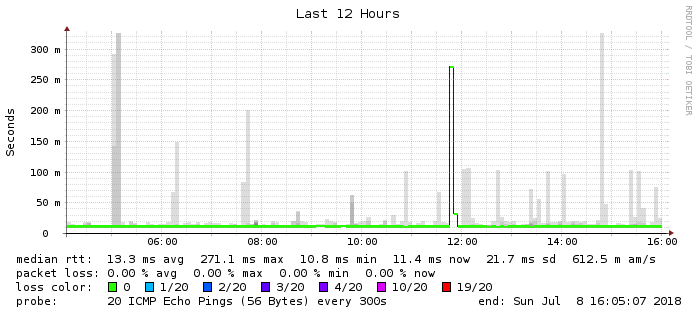 Last 12 Hours
RRDTOOL / TOBI OETIKER
Seconds
300 m
250 m
200 m
150 m
100 m
50 m
0
06:00 08:00 10:00 12:00 14:00 16:00
median rtt: 13.3 ms avg 271.1 ms max 10.8 ms min 11.4 ms now 21.7 ms sd 612.5 m am/s
packet loss: 0.00 % avg 0.00 % max 0.00 % min 0.00 % now
loss color: 0 1/20 2/20 3/20 4/20 10/20 19/20
probe: 20 ICMP Echo Pings (56 Bytes) every 300s end: Sun Jul 8 16:05:07 2018